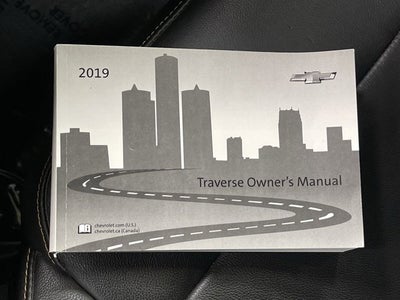 2019
Traverse Owner's Manual
chevrolet.com (U.S.)
chevrolet.ca (Canada)